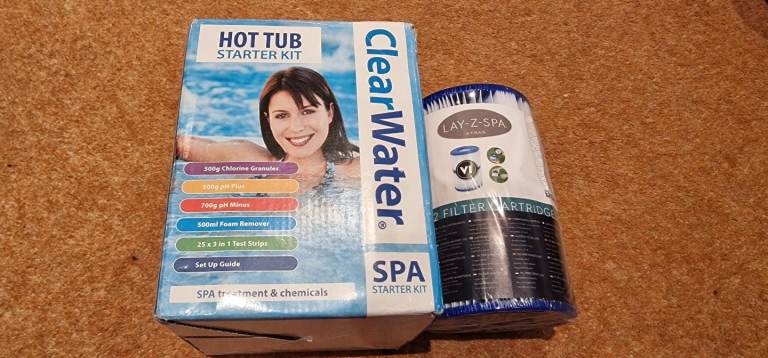 HOT TUB
STARTER KIT
ClearWater®
500g Chlorine Granules
500g pH Plus
700g pH Minus
500ml Foam Remover
25 x 3 in 1 Test Strips
Set Up Guide
SPA
STARTER KIT
SPA treatment & chemicals
LAY-Z-SPA
VI
2 FILTER CARTRIDGE